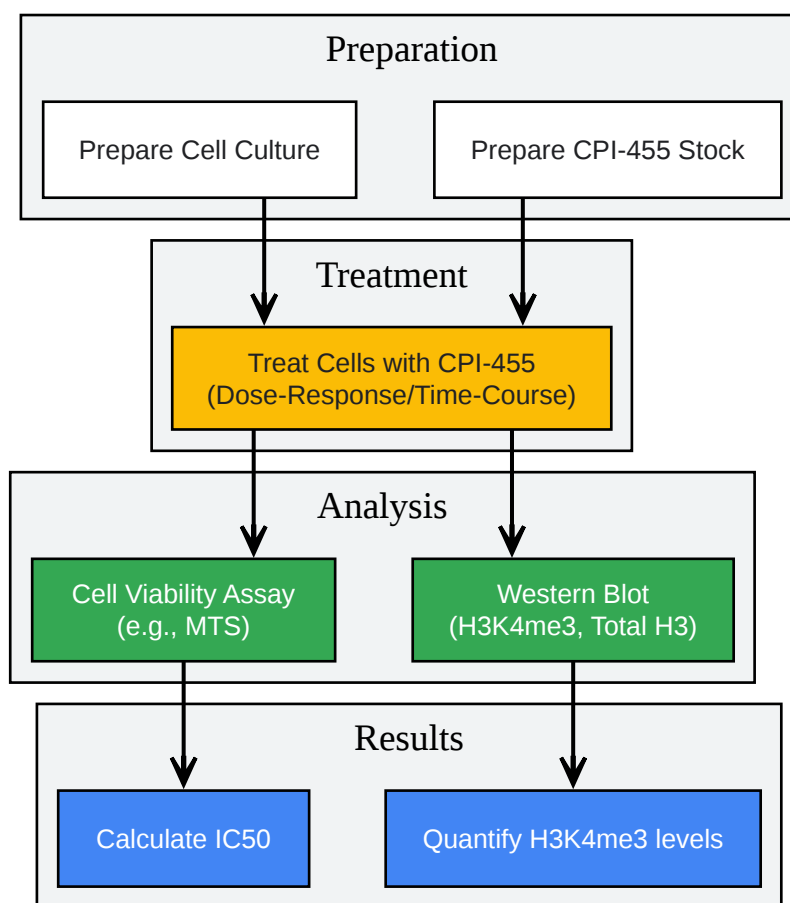 Preparation
Prepare Cell Culture
Prepare CPI-455 Stock
Treatment
Treat Cells with CPI-455
(Dose-Response/Time-Course)
Analysis
Cell Viability Assay
(e.g., MTS)
Western Blot
(H3K4me3, Total H3)
Results
Calculate IC50
Quantify H3K4me3 levels